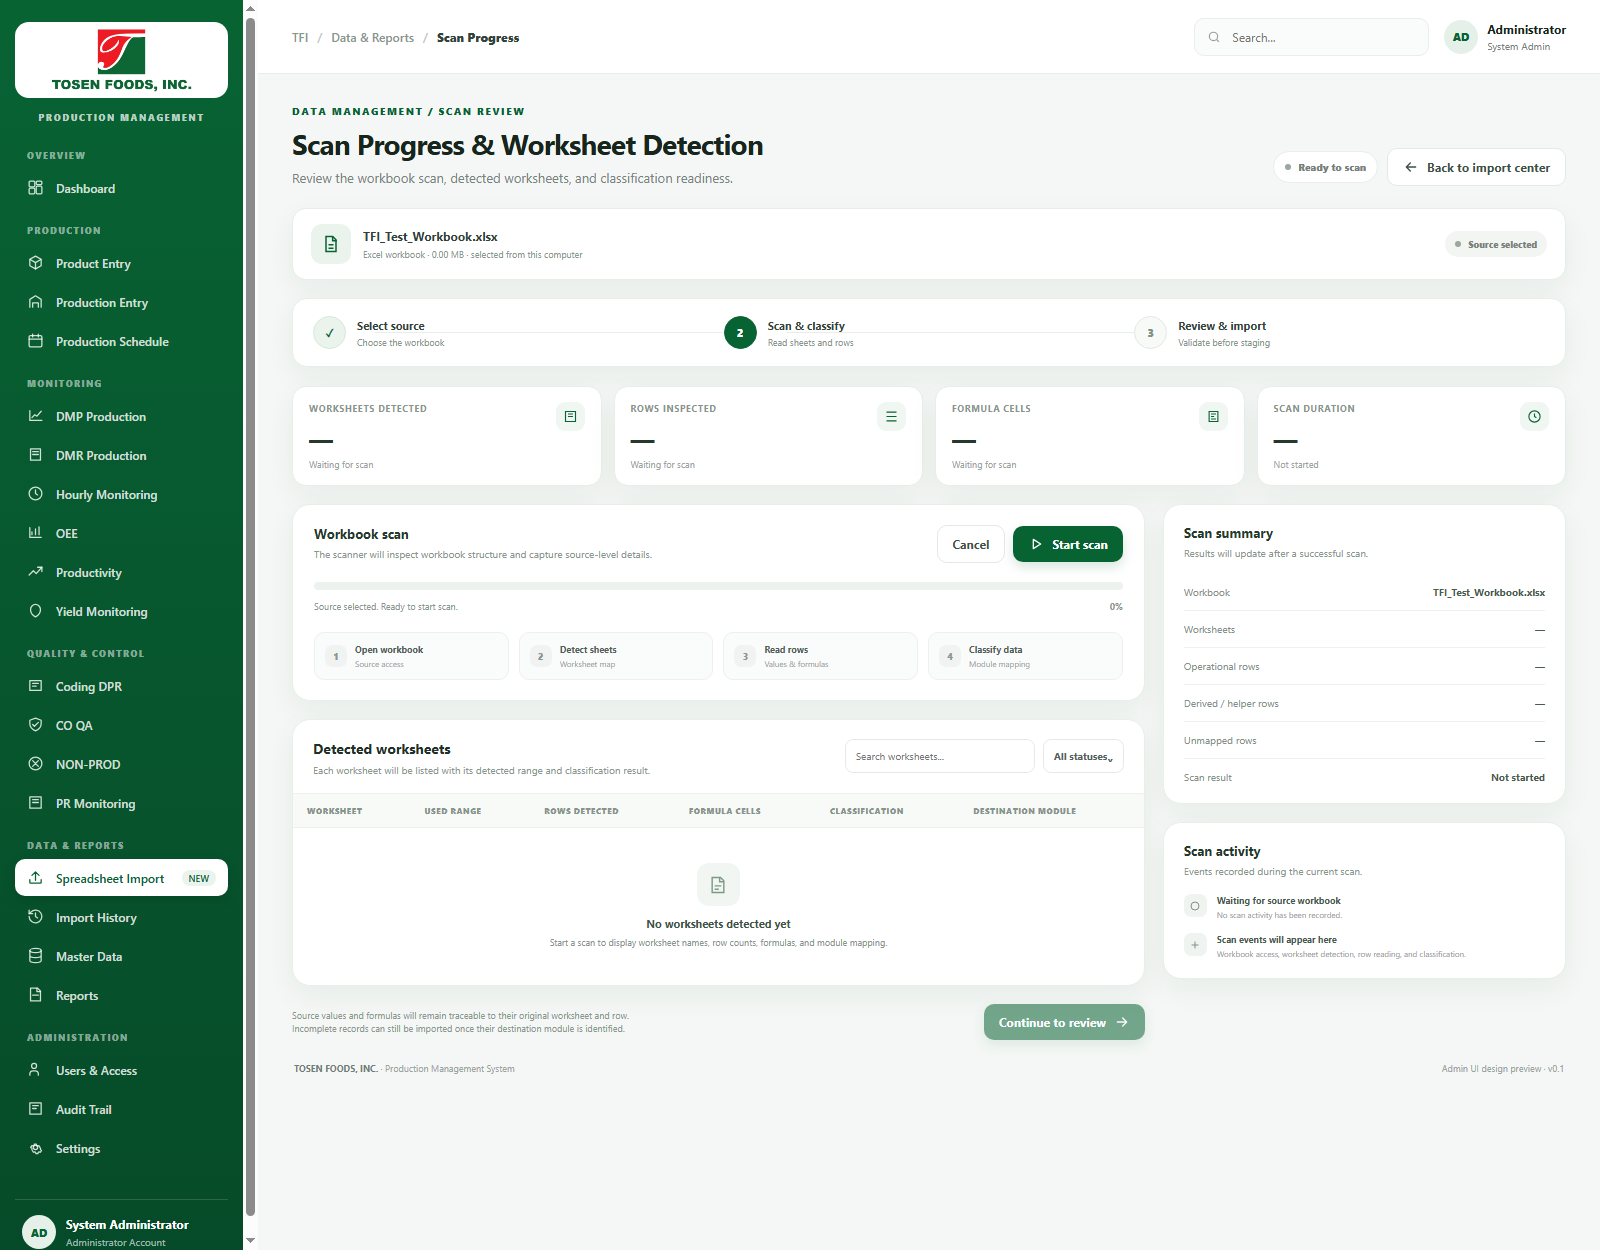 TOSEN FOODS, INC.
PRODUCTION MANAGEMENT
OVERVIEW
Dashboard
PRODUCTION
Product Entry
Production Entry
Production Schedule
MONITORING
DMP Production
DMR Production
Hourly Monitoring
OEE
Productivity
Yield Monitoring
QUALITY & CONTROL
Coding DPR
CO QA
NON-PROD
PR Monitoring
DATA & REPORTS
Spreadsheet Import NEW
Import History
Master Data
Reports
ADMINISTRATION
Users & Access
Audit Trail
Settings
AD System Administrator
Administrator Account
TFI / Data & Reports / Scan Progress
Search...
AD Administrator
System Admin
DATA MANAGEMENT / SCAN REVIEW
Scan Progress & Worksheet Detection
Review the workbook scan, detected worksheets, and classification readiness.
Ready to scan
Back to import center
TFI_Test_Workbook.xlsx
Excel workbook · 0.00 MB · selected from this computer
Source selected
✓ Select source
Choose the workbook
2 Scan & classify
Read sheets and rows
3 Review & import
Validate before staging
WORKSHEETS DETECTED
—
Waiting for scan
ROWS INSPECTED
—
Waiting for scan
FORMULA CELLS
—
Waiting for scan
SCAN DURATION
—
Not started
Workbook scan
The scanner will inspect workbook structure and capture source-level details.
Cancel
Start scan
Source selected. Ready to start scan.
0%
1 Open workbook
Source access
2 Detect sheets
Worksheet map
3 Read rows
Values & formulas
4 Classify data
Module mapping
Detected worksheets
Each worksheet will be listed with its detected range and classification result.
Search worksheets...
All statuses
WORKSHEET USED RANGE ROWS DETECTED FORMULA CELLS CLASSIFICATION DESTINATION MODULE
No worksheets detected yet
Start a scan to display worksheet names, row counts, formulas, and module mapping.
Source values and formulas will remain traceable to their original worksheet and row.
Incomplete records can still be imported once their destination module is identified.
Continue to review
Scan summary
Results will update after a successful scan.
Workbook TFI_Test_Workbook.xlsx
Worksheets —
Operational rows —
Derived / helper rows —
Unmapped rows —
Scan result Not started
Scan activity
Events recorded during the current scan.
Waiting for source workbook
No scan activity has been recorded.
Scan events will appear here
Workbook access, worksheet detection, row reading, and classification.
TOSEN FOODS, INC. · Production Management System
Admin UI design preview · v0.1